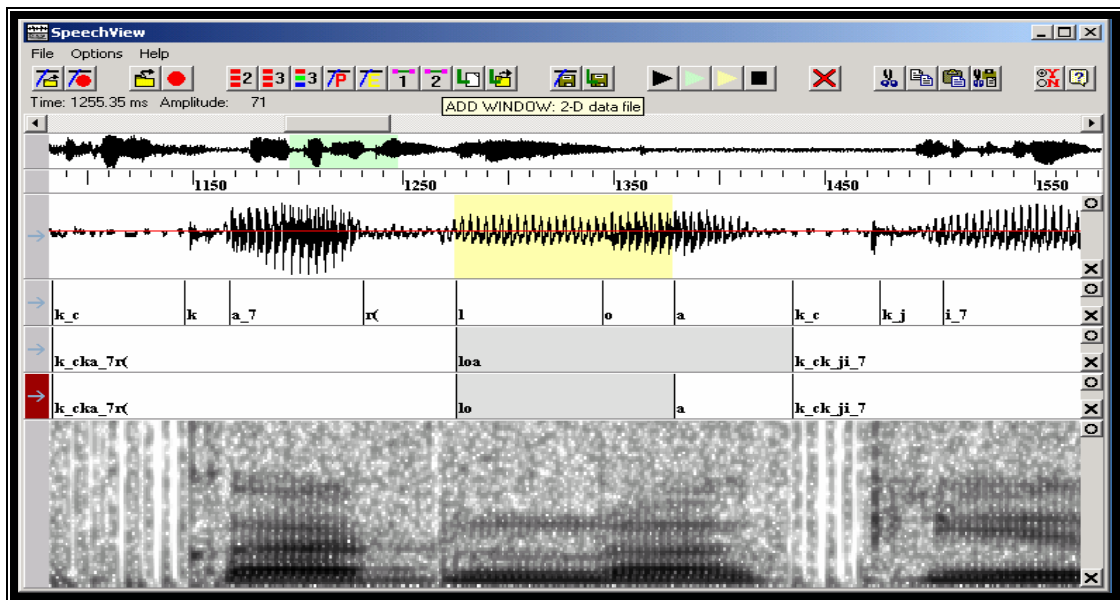 SpeechView
File Options Help
2 3 3 P E 1 2
Time: 1255.35 ms Amplitude: 71
ADD WINDOW: 2-D data file
1150 1250 1350 1450 1550
k_c k a_7 r( l o a k_c k_j i_7
k_cka_7r( loa k_ck_ji_7
k_cka_7r( lo a k_ck_ji_7